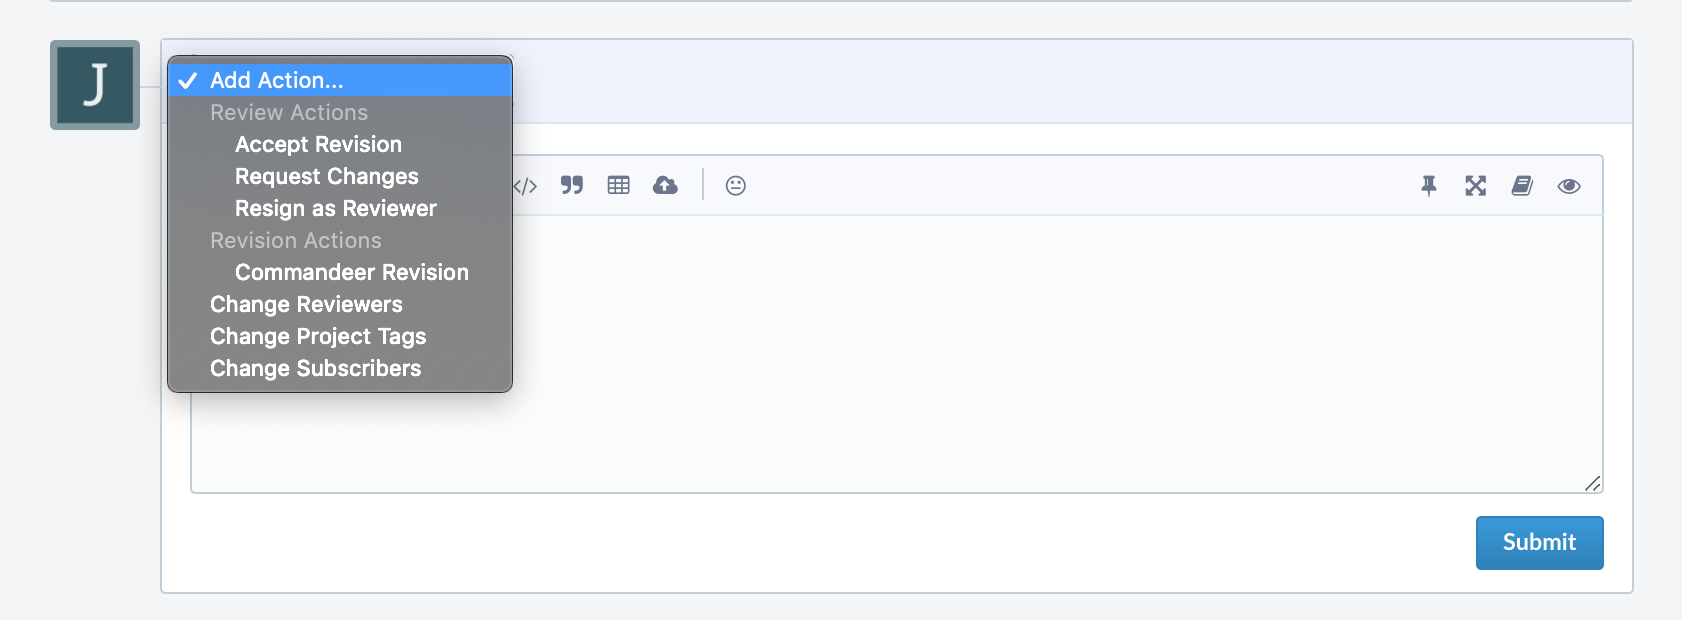 J
Add Action...
Review Actions
Accept Revision
Request Changes
Resign as Reviewer
Revision Actions
Commandeer Revision
Change Reviewers
Change Project Tags
Change Subscribers
Submit